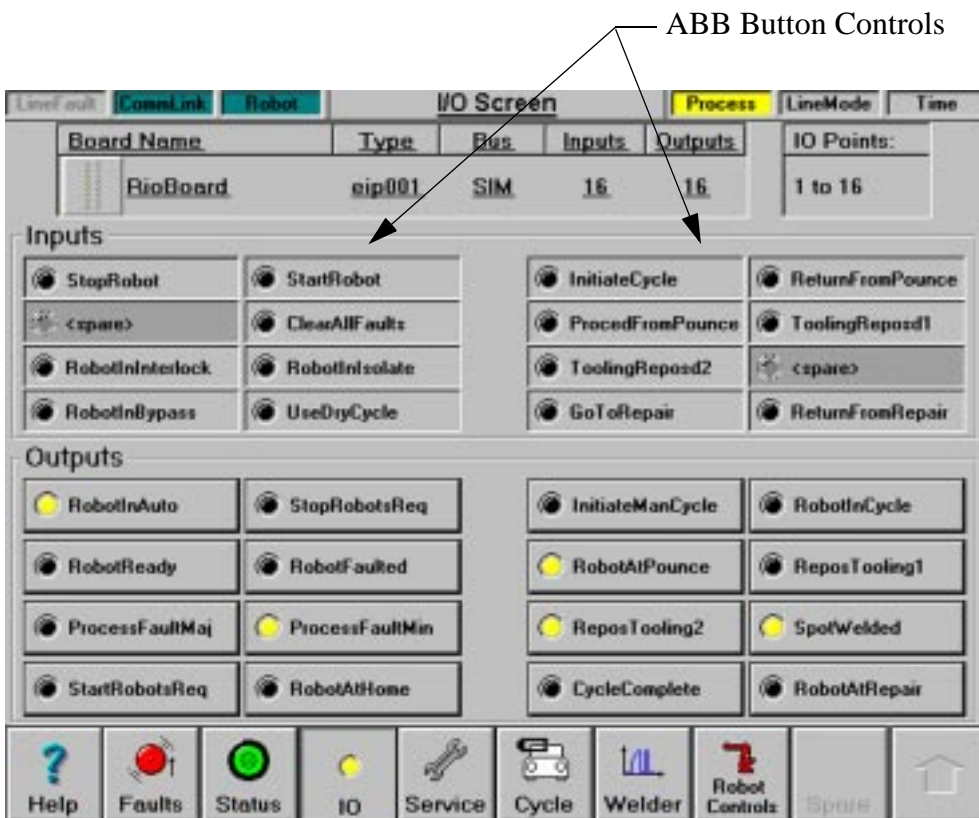 ABB Button Controls
LineFault CommLink Robot I/O Screen Process LineMode Time
Board Name Type Bus Inputs Outputs IO Points:
RioBoard eip001 SIM 16 16 1 to 16
Inputs
StopRobot StartRobot InitiateCycle ReturnFromPounce
<spare> ClearAllFaults ProcedFromPounce ToolingReposd1
RobotInInterlock RobotInIsolate ToolingReposd2 <spare>
RobotInBypass UseDryCycle GoToRepair ReturnFromRepair
Outputs
RobotInAuto StopRobotsReq InitiateManCycle RobotInCycle
RobotReady RobotFaulted RobotAtPounce ReposTooling1
ProcessFaultMaj ProcessFaultMin ReposTooling2 SpotWelded
StartRobotsReq RobotAtHome CycleComplete RobotAtRepair
Help Faults Status IO Service Cycle Welder Robot Controls Spare